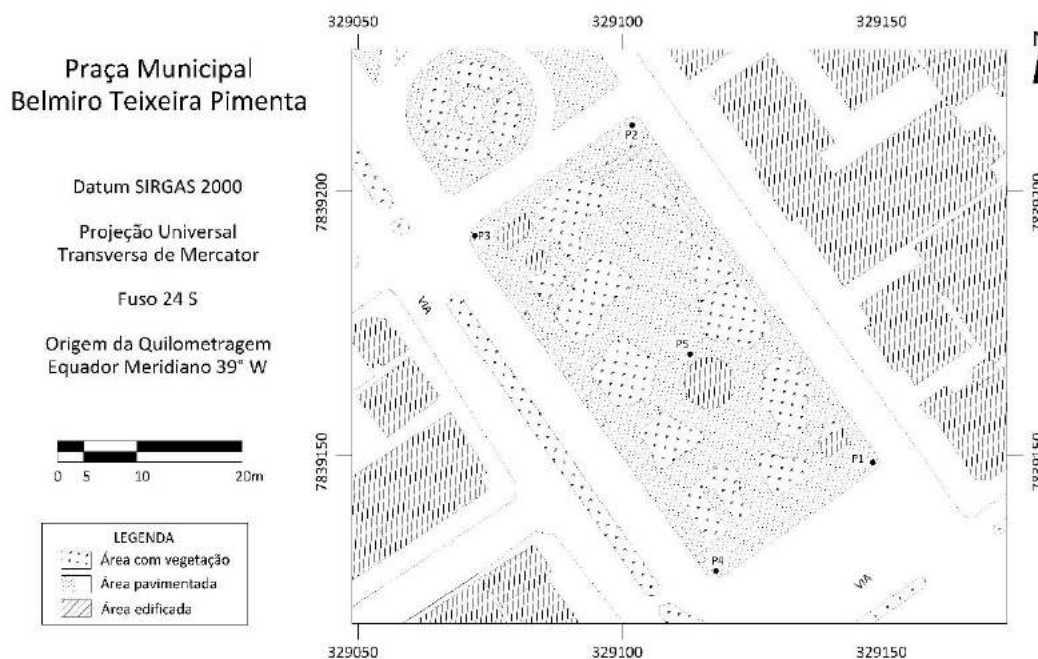 Praça Municipal
Belmiro Teixeira Pimenta
Datum SIRGAS 2000
Projeção Universal
Transversa de Mercator
Fuso 24 S
Origem da Quilometragem
Equador Meridiano 39° W
0 5 10 20m
LEGENDA
Área com vegetação
Área pavimentada
Área edificada
329050 329100 329150
N
7839200
7839200
7839150
7839150
P2
P3
VIA
P5
P1
P4
VIA
329050 329100 329150